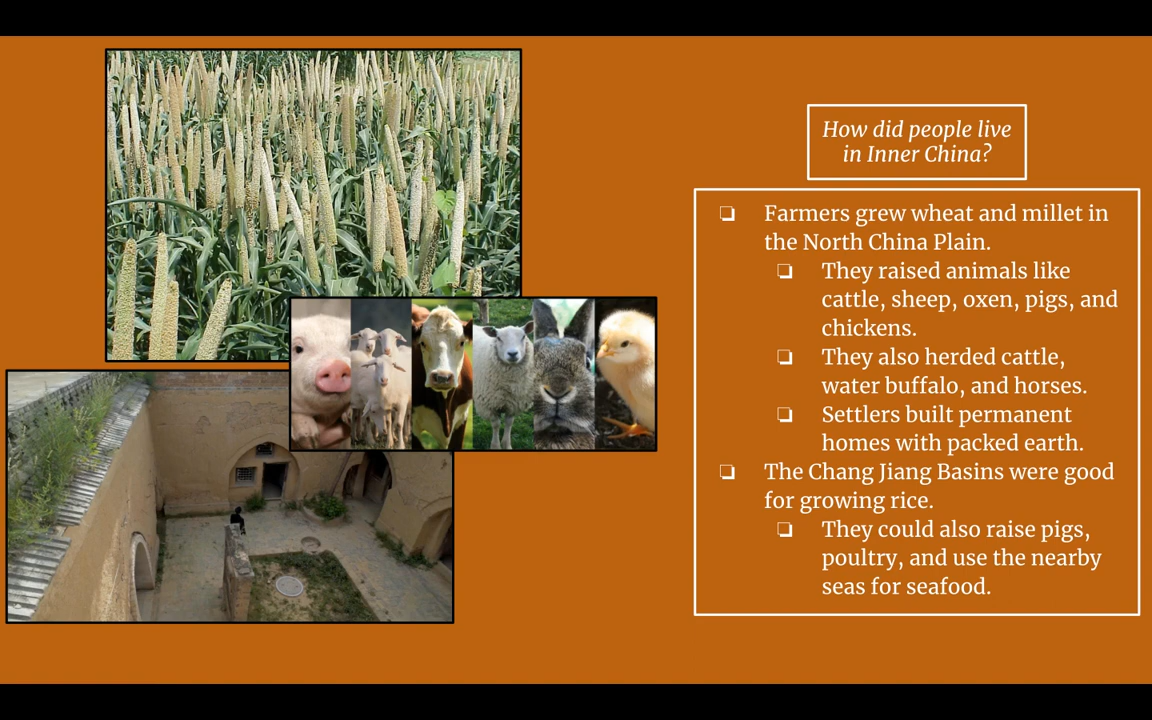 How did people live
in Inner China?
❏ Farmers grew wheat and millet in
the North China Plain.
❏ They raised animals like
cattle, sheep, oxen, pigs, and
chickens.
❏ They also herded cattle,
water buffalo, and horses.
❏ Settlers built permanent
homes with packed earth.
❏ The Chang Jiang Basins were good
for growing rice.
❏ They could also raise pigs,
poultry, and use the nearby
seas for seafood.